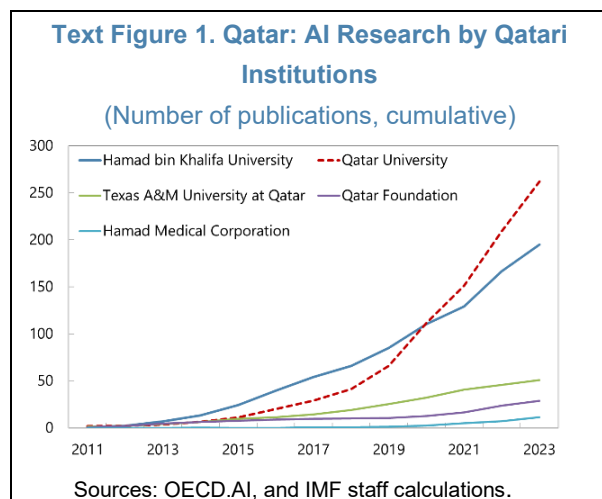 Text Figure 1. Qatar: AI Research by Qatari
Institutions
(Number of publications, cumulative)
300
250
200
150
100
50
0
Hamad bin Khalifa University
Qatar University
Texas A&M University at Qatar
Qatar Foundation
Hamad Medical Corporation
2011 2013 2015 2017 2019 2021 2023
Sources: OECD.AI, and IMF staff calculations.